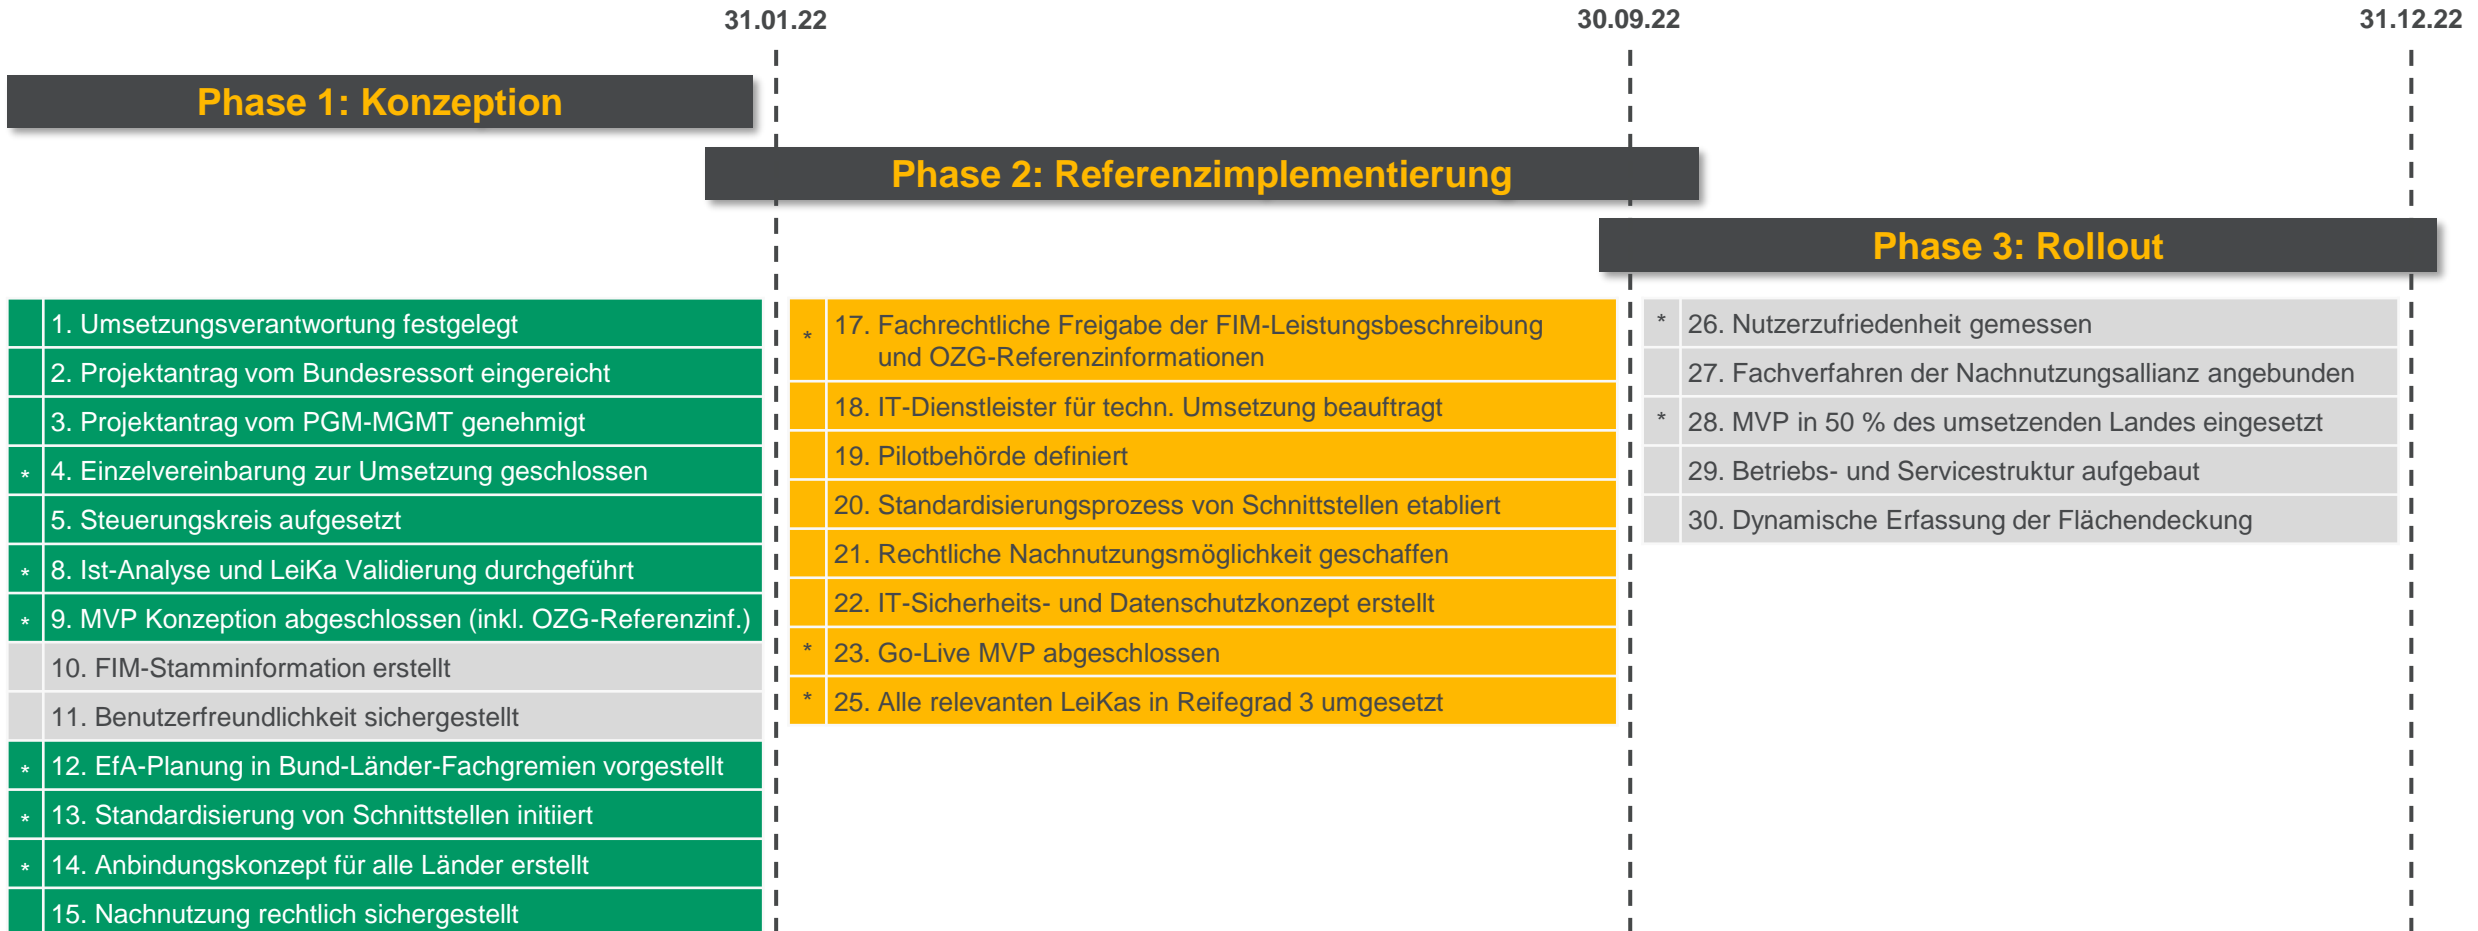 31.01.22
30.09.22
31.12.22
Phase 1: Konzeption
Phase 2: Referenzimplementierung
Phase 3: Rollout
1. Umsetzungsverantwortung festgelegt
2. Projektantrag vom Bundesressort eingereicht
3. Projektantrag vom PGM-MGMT genehmigt
* 4. Einzelvereinbarung zur Umsetzung geschlossen
5. Steuerungskreis aufgesetzt
* 8. Ist-Analyse und LeiKa Validierung durchgeführt
* 9. MVP Konzeption abgeschlossen (inkl. OZG-Referenzinf.)
10. FIM-Stamminformation erstellt
11. Benutzerfreundlichkeit sichergestellt
* 12. EfA-Planung in Bund-Länder-Fachgremien vorgestellt
* 13. Standardisierung von Schnittstellen initiiert
* 14. Anbindungskonzept für alle Länder erstellt
15. Nachnutzung rechtlich sichergestellt
* 17. Fachrechtliche Freigabe der FIM-Leistungsbeschreibung
und OZG-Referenzinformationen
18. IT-Dienstleister für techn. Umsetzung beauftragt
19. Pilotbehörde definiert
20. Standardisierungsprozess von Schnittstellen etabliert
21. Rechtliche Nachnutzungsmöglichkeit geschaffen
22. IT-Sicherheits- und Datenschutzkonzept erstellt
* 23. Go-Live MVP abgeschlossen
* 25. Alle relevanten LeiKas in Reifegrad 3 umgesetzt
* 26. Nutzerzufriedenheit gemessen
27. Fachverfahren der Nachnutzungsallianz angebunden
* 28. MVP in 50 % des umsetzenden Landes eingesetzt
29. Betriebs- und Servicestruktur aufgebaut
30. Dynamische Erfassung der Flächendeckung